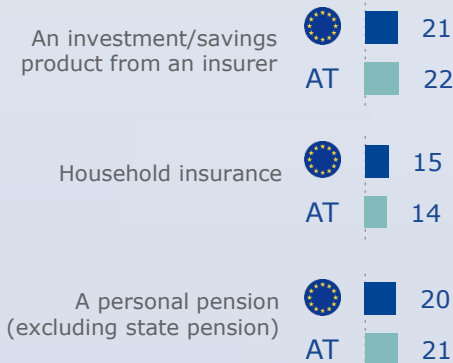 An investment/savings
product from an insurer
21
AT 22
Household insurance
15
AT 14
A personal pension
(excluding state pension)
20
AT 21